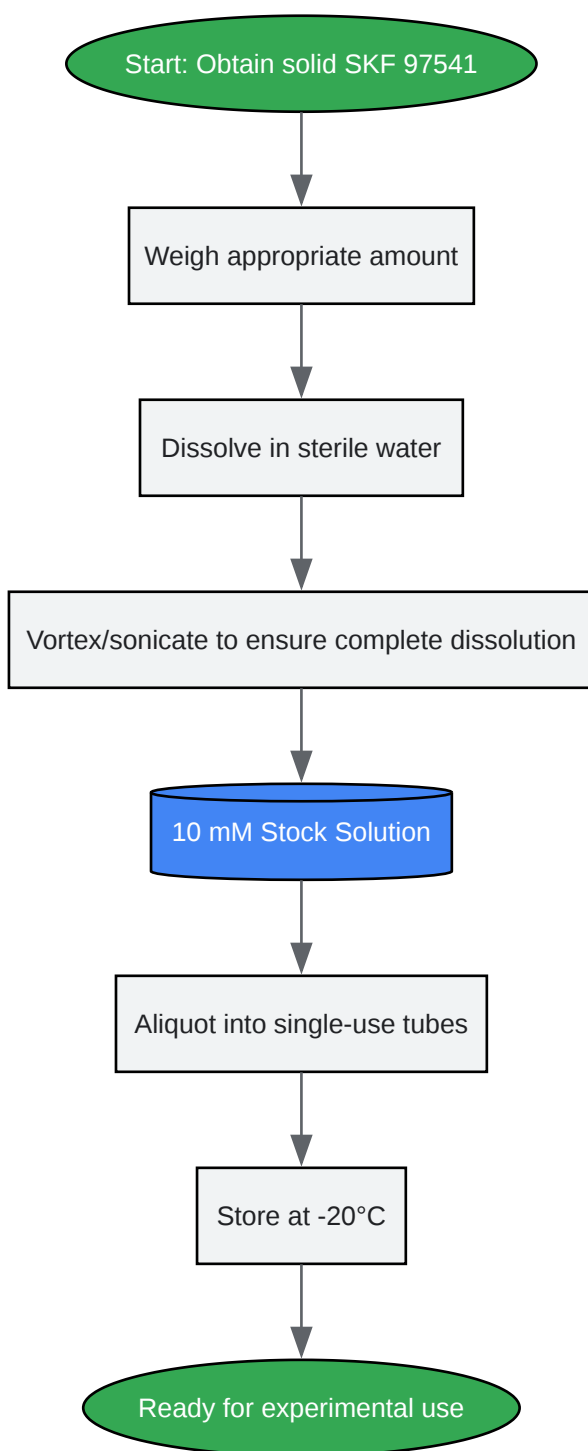 Start: Obtain solid SKF 97541
Weigh appropriate amount
Dissolve in sterile water
Vortex/sonicate to ensure complete dissolution
10 mM Stock Solution
Aliquot into single-use tubes
Store at -20°C
Ready for experimental use